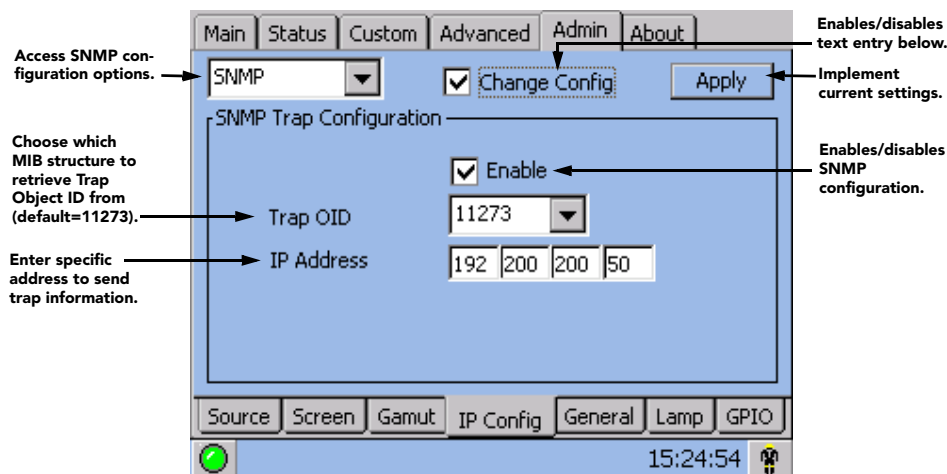 Main Status Custom Advanced Admin About
Enables/disables
text entry below.
Access SNMP con-
figuration options.
SNMP
Change Config
Apply
Implement
current settings.
SNMP Trap Configuration
Choose which
MIB structure to
retrieve Trap
Object ID from
(default=11273).
Enable
Enables/disables
SNMP
configuration.
Trap OID
11273
Enter specific
address to send
trap information.
IP Address
192 200 200 50
Source Screen Gamut IP Config General Lamp GPIO
15:24:54